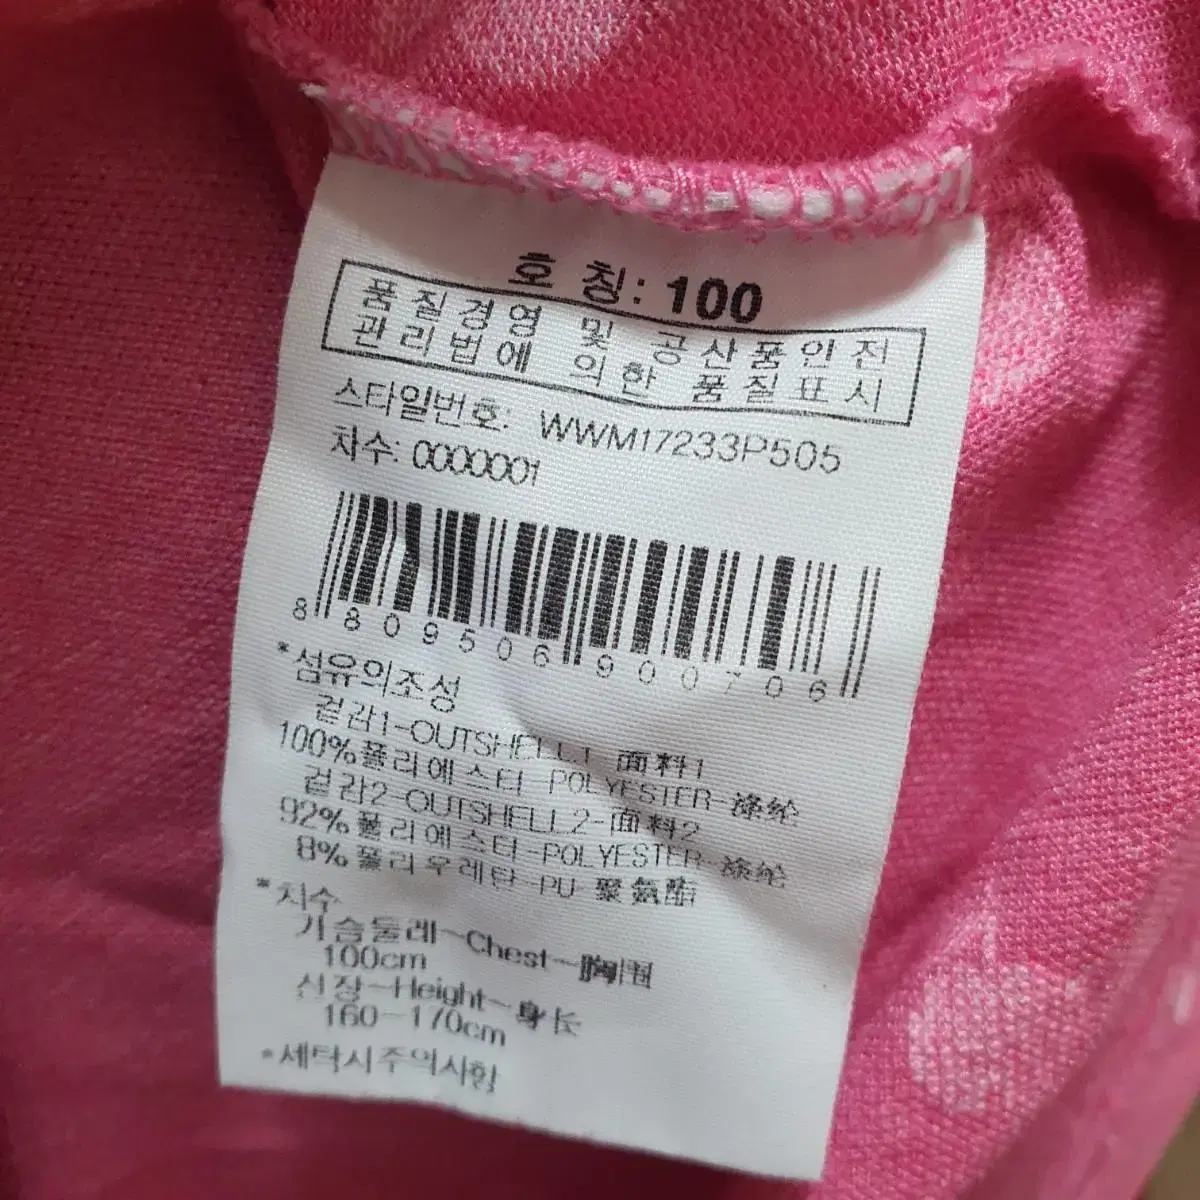 호 칭: 100
품질경영 및 공산품안전
관리법에 의한 품질표시
스타일번호: WWM17233P505
차수: 0000001
8 809506 900706
*섬유의조성
겉감1-OUTSHELL1 面料1
100%폴리에스터 POLYESTER-涤纶
겉감2-OUTSHELL2-面料2
92%폴리에스터-POLYESTER-涤纶
8%폴리우레탄-PU-聚氨酯
*치수
가슴둘레-Chest-胸围
100cm
신장-Height-身长
160-170cm
*세탁시주의사항